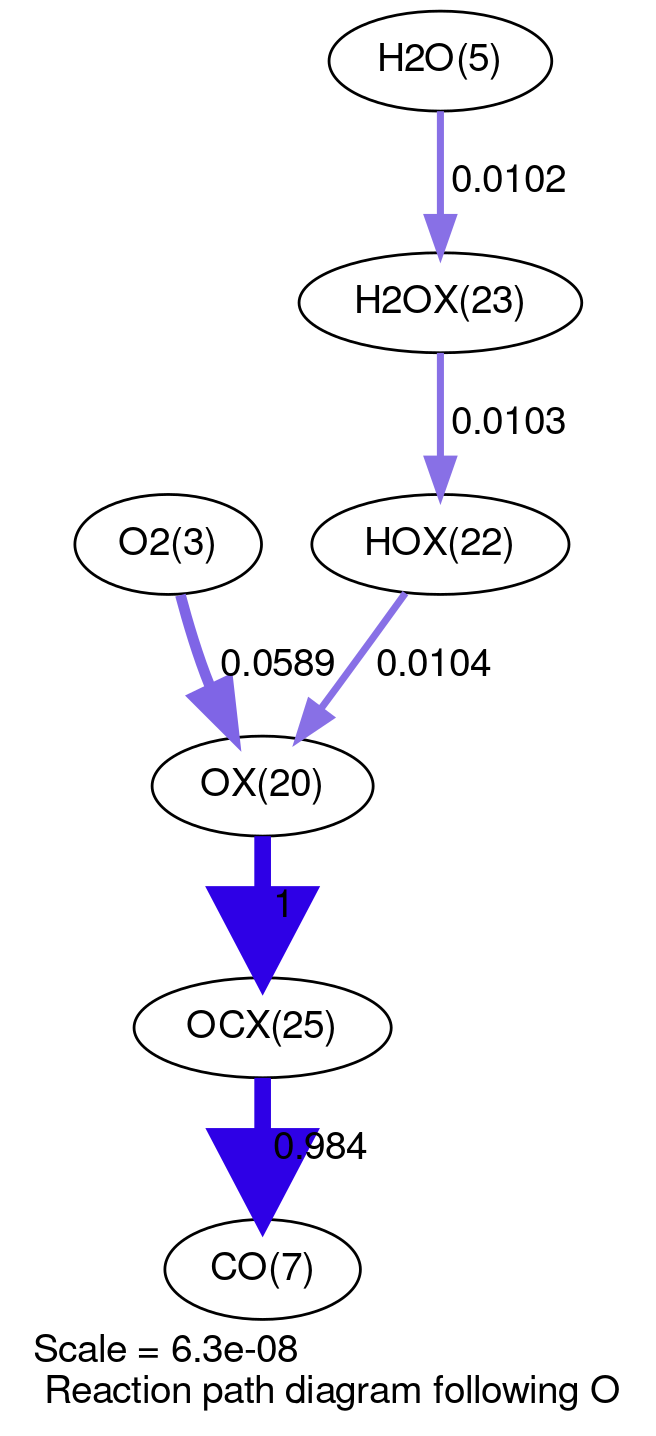 H2O(5)
0.0102
H2OX(23)
0.0103
O2(3)
HOX(22)
0.0589
0.0104
OX(20)
1
OCX(25)
0.984
CO(7)
Scale = 6.3e-08
Reaction path diagram following O